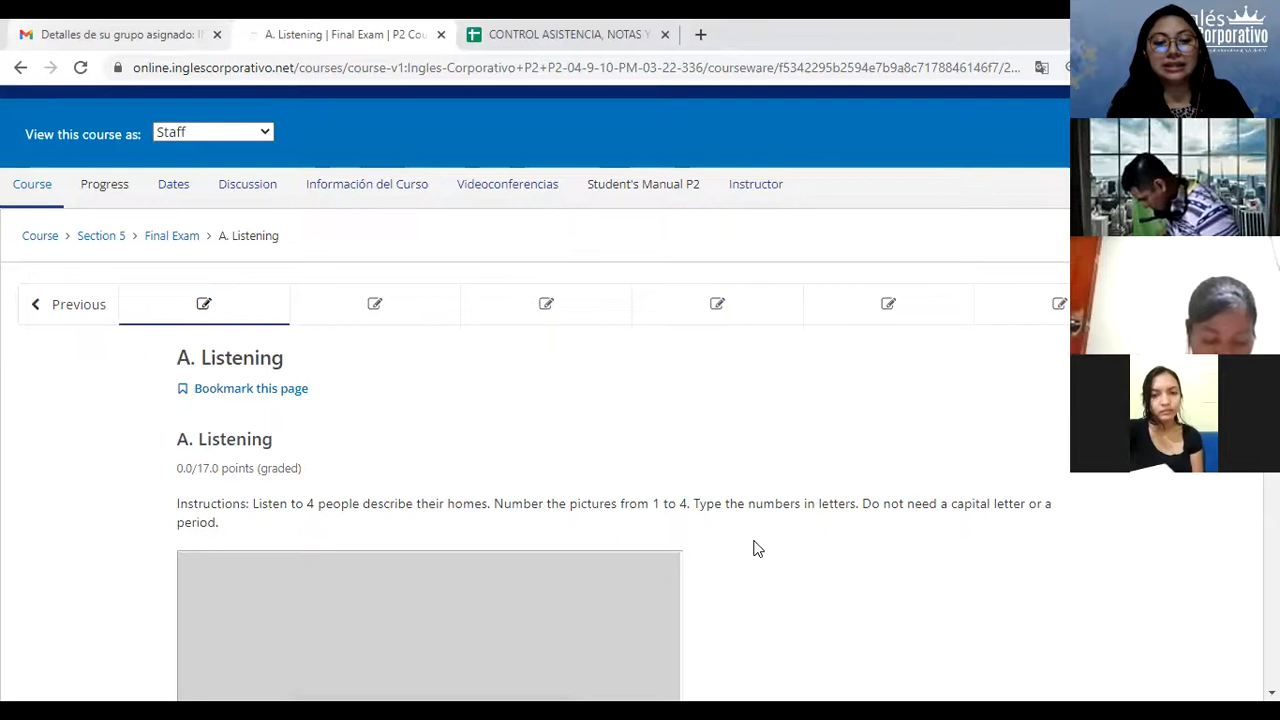 Detalles de su grupo asignado:
A. Listening | Final Exam | P2 Cou
CONTROL ASISTENCIA, NOTAS Y
online.inglescorporativo.net/courses/course-v1:Ingles-Corporativo+P2+P2-04-9-10-PM-03-22-336/courseware/f5342295b2594e7b9a8c7178846146f7/2...
Inglés
Corporativo
View this course as: Staff
Course Progress Dates Discussion Información del Curso Videoconferencias Student's Manual P2 Instructor
Course > Section 5 > Final Exam > A. Listening
Previous
A. Listening
Bookmark this page
A. Listening
0.0/17.0 points (graded)
Instructions: Listen to 4 people describe their homes. Number the pictures from 1 to 4. Type the numbers in letters. Do not need a capital letter or a
period.